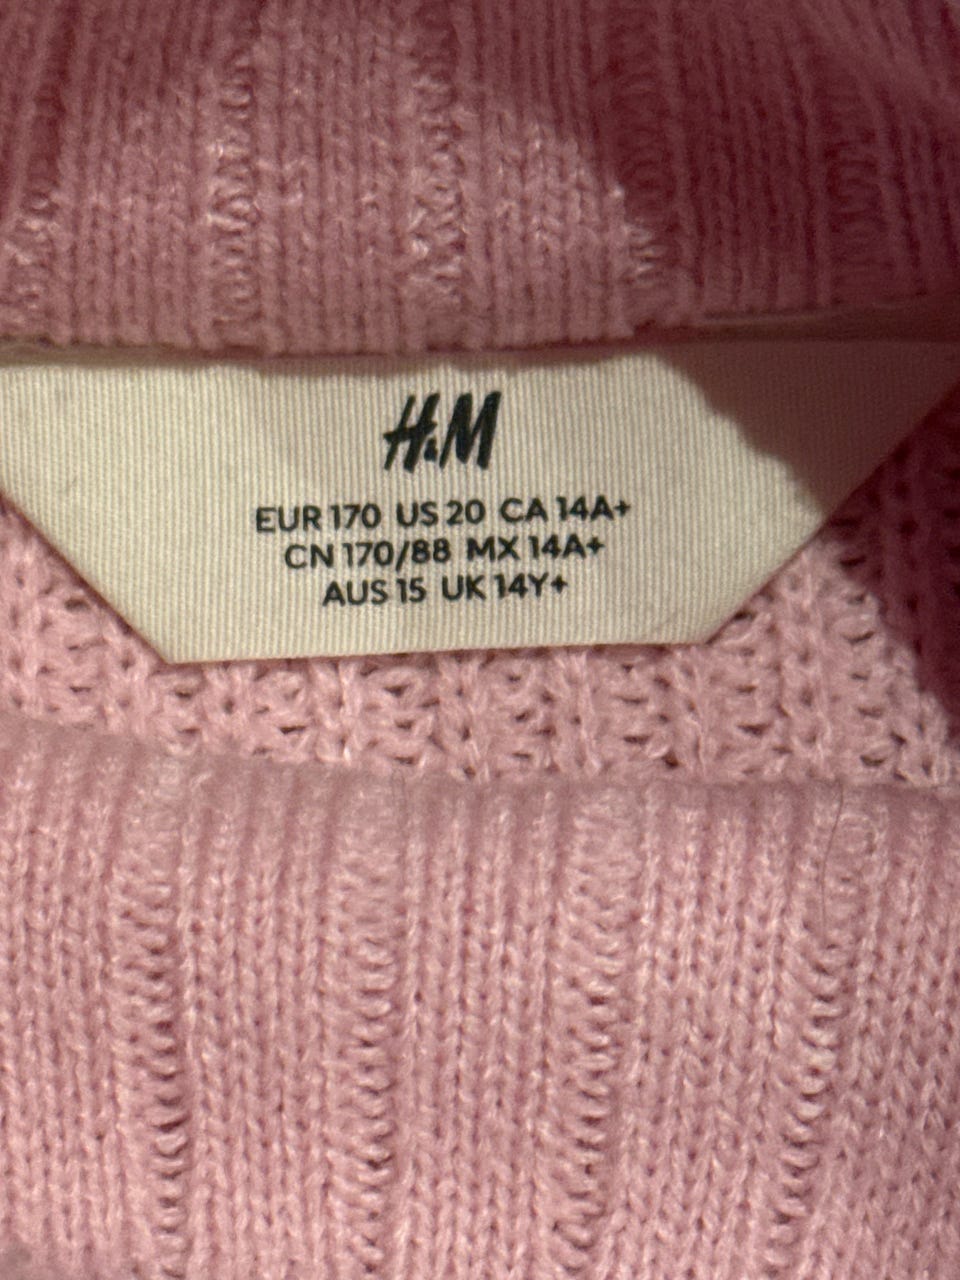 H&M
EUR 170 US 20 CA 14A+
CN 170/88 MX 14A+
AUS 15 UK 14Y+